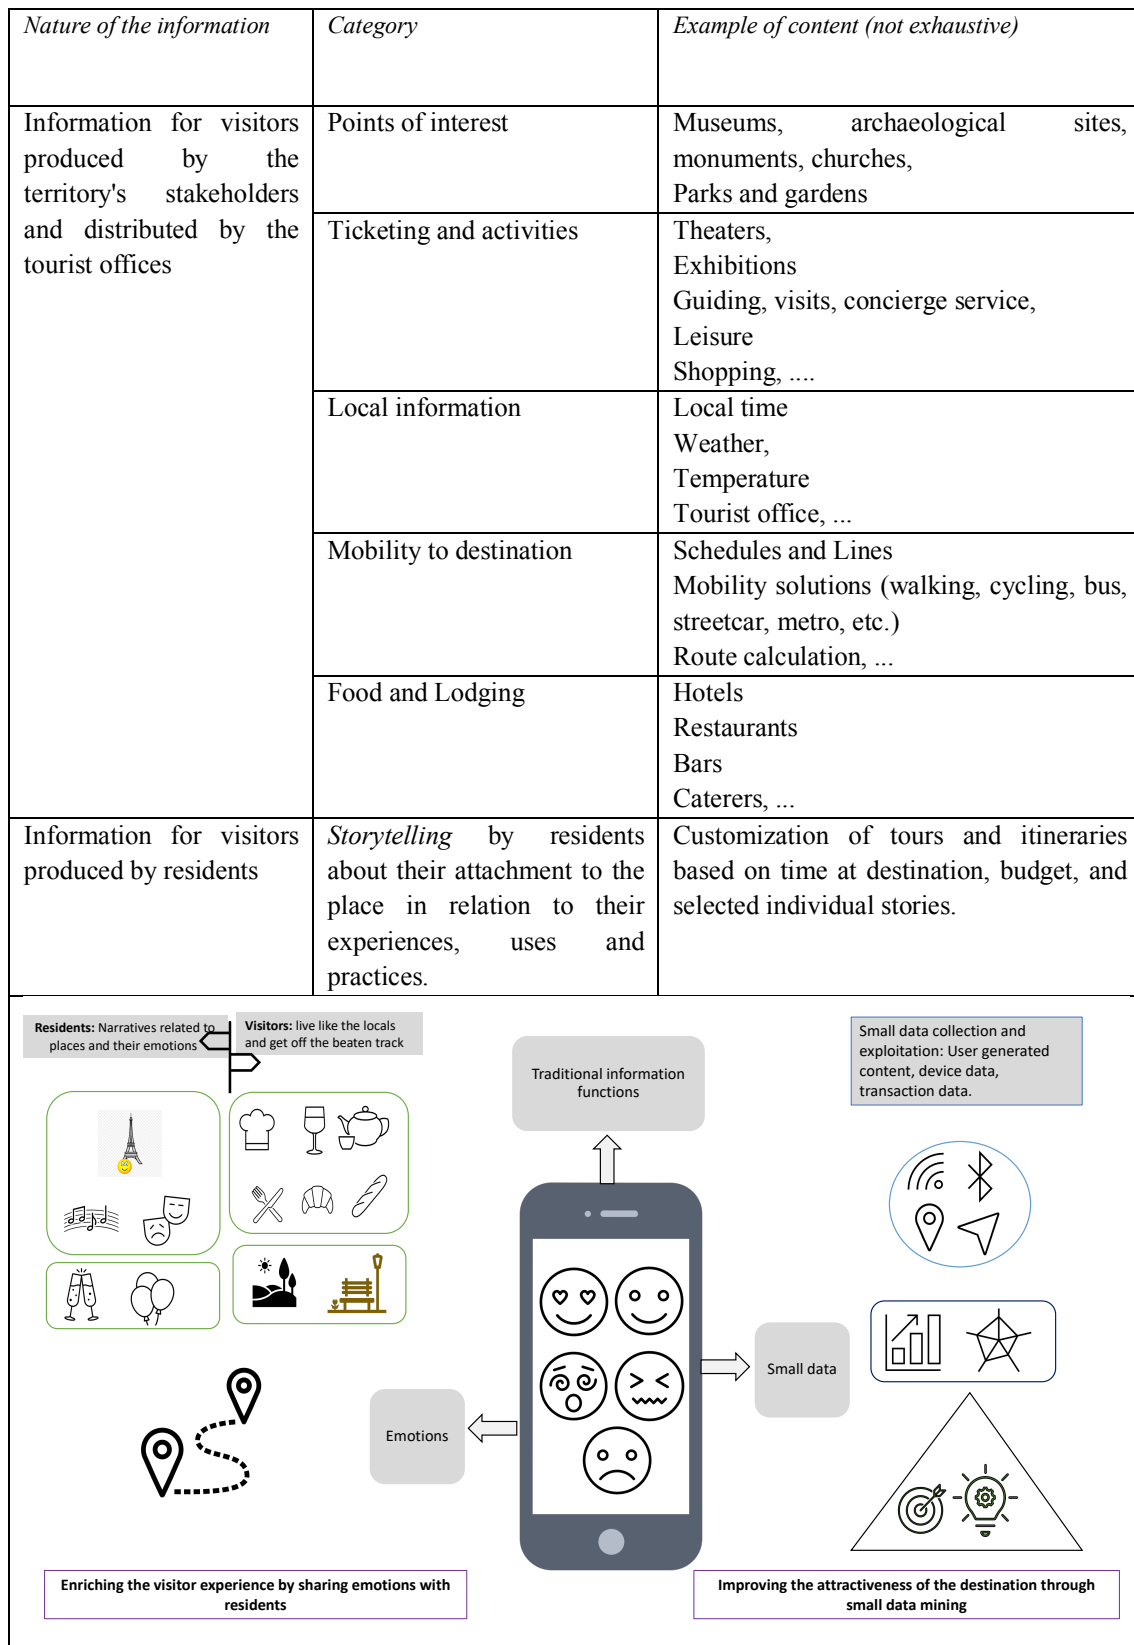 Nature of the information
Category
Example of content (not exhaustive)
Information for visitors
produced by the
territory's stakeholders
and distributed by the
tourist offices
Points of interest
Museums, archaeological sites,
monuments, churches,
Parks and gardens
Ticketing and activities
Theaters,
Exhibitions
Guiding, visits, concierge service,
Leisure
Shopping, ....
Local information
Local time
Weather,
Temperature
Tourist office, ...
Mobility to destination
Schedules and Lines
Mobility solutions (walking, cycling, bus,
streetcar, metro, etc.)
Route calculation, ...
Food and Lodging
Hotels
Restaurants
Bars
Caterers, ...
Information for visitors
produced by residents
Storytelling by residents
about their attachment to the
place in relation to their
experiences, uses and
practices.
Customization of tours and itineraries
based on time at destination, budget, and
selected individual stories.
Residents: Narratives related to
places and their emotions
Visitors: live like the locals
and get off the beaten track
Traditional information
functions
Small data collection and
exploitation: User generated
content, device data,
transaction data.
Small data
Emotions
Enriching the visitor experience by sharing emotions with
residents
Improving the attractiveness of the destination through
small data mining